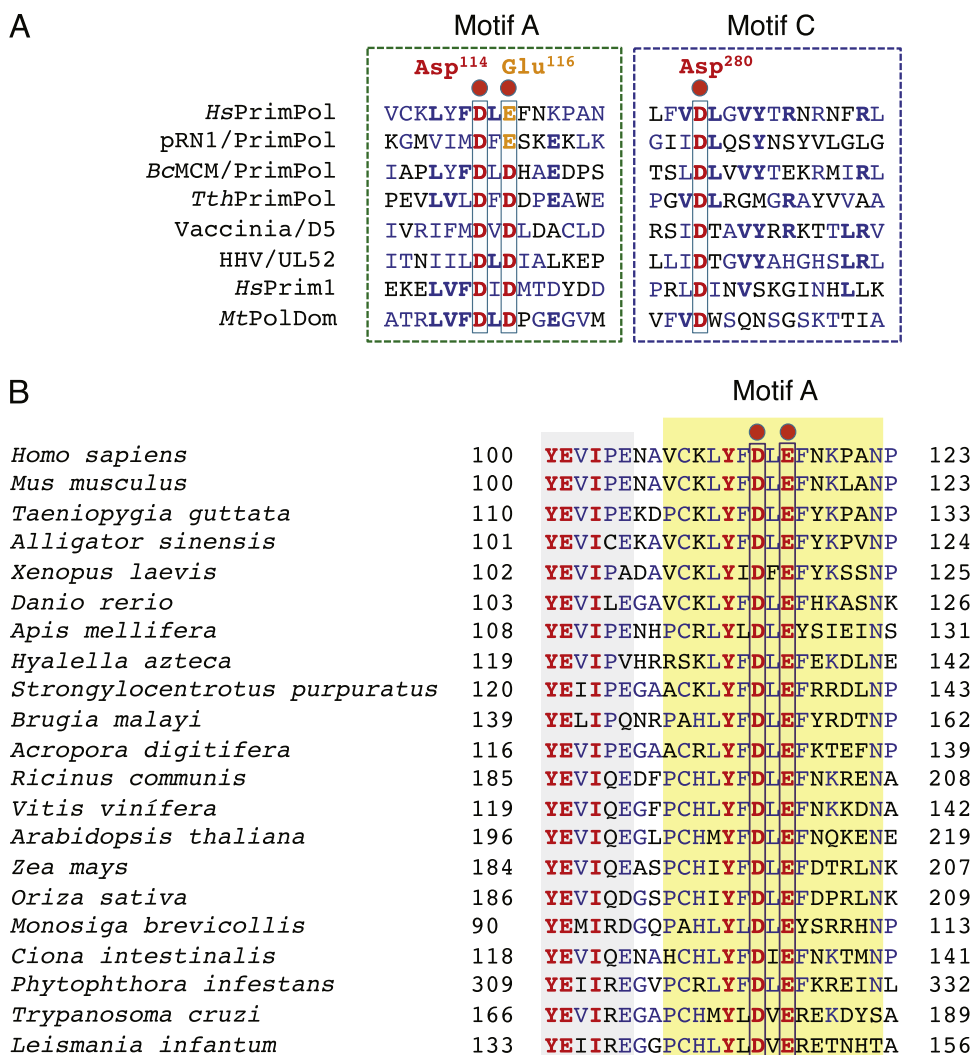 A
Motif A Motif C
Asp114 Glu116 Asp280
HsPrimPol VCKLYFDLEFNKPAN LFVDLGVYTRNRNFRL
pRN1/PrimPol KGMVIMDFESKEKLK GIIDLQSYNSYVLGLG
BcMCM/PrimPol IAPLYFDLDHAEDPS TSLDLVVYTEKRMIRL
TthPrimPol PEVLVLDFDDPEAWE PGVDLRGMGRAYVVAA
Vaccinia/D5 IVRIFMDVDLDACLD RSIDTAVYRRKTTLRV
HHV/UL52 ITNIILDLDIALKEP LLIDTGVYAHGHSLRL
HsPrim1 EKELVFDIDMTDYDD PRLDINVSKGINHLLK
MtPolDom ATRLVFDLDPGEGVM VFVDWSQNSGSKTTIA
B
Motif A
Homo sapiens 100 YEVIPENAVCKLYFDLEFNKPANP 123
Mus musculus 100 YEVIPENAVCKLYFDLEFNKLANP 123
Taeniopygia guttata 110 YEVIPEKDPCKLYFDLEFYKPANP 133
Alligator sinensis 101 YEVICEKAVCKLYFDLEFYKPVNP 124
Xenopus laevis 102 YEVIPADAVCKLYIDFEFYKSSNP 125
Danio rerio 103 YEVILEGAVCKLYFDLEFHKASNK 126
Apis mellifera 108 YEVIPENHPCRLYLDLEYSIEINS 131
Hyalella azteca 119 YEVIPVHRRSKLYFDLEFEKDLNE 142
Strongylocentrotus purpuratus 120 YEIIPEGAACKLYFDLEFRRDLNP 143
Brugia malayi 139 YELIPQNRPAHLYFDLEFYRDTNP 162
Acropora digitifera 116 YEVIPEGAACRLYFDLEFKTEFNP 139
Ricinus communis 185 YEVIQEDFPCHLYFDLEFNKRENA 208
Vitis vinífera 119 YEVIQEGFPCHLYFDLEFNKKDNA 142
Arabidopsis thaliana 196 YEVIQEGLPCHMYFDLEFNQKENE 219
Zea mays 184 YEVIQEASPCHIYFDLEFDTRLNK 207
Oriza sativa 186 YEVIQDGSPCHIYFDLEFDPRLNK 209
Monosiga brevicollis 90 YEMIRDGQPAHLYLDLEYSRRHNP 113
Ciona intestinalis 118 YEVIQENAHCKLYFDIEFNKTMNP 141
Phytophthora infestans 309 YEIIREGVPCRLYFDLEFKREINL 332
Trypanosoma cruzi 166 YEVIREGAPCHMYLDVEREKDYSA 189
Leismania infantum 133 YEIIREGGPCHLYFDVERETNHTA 156